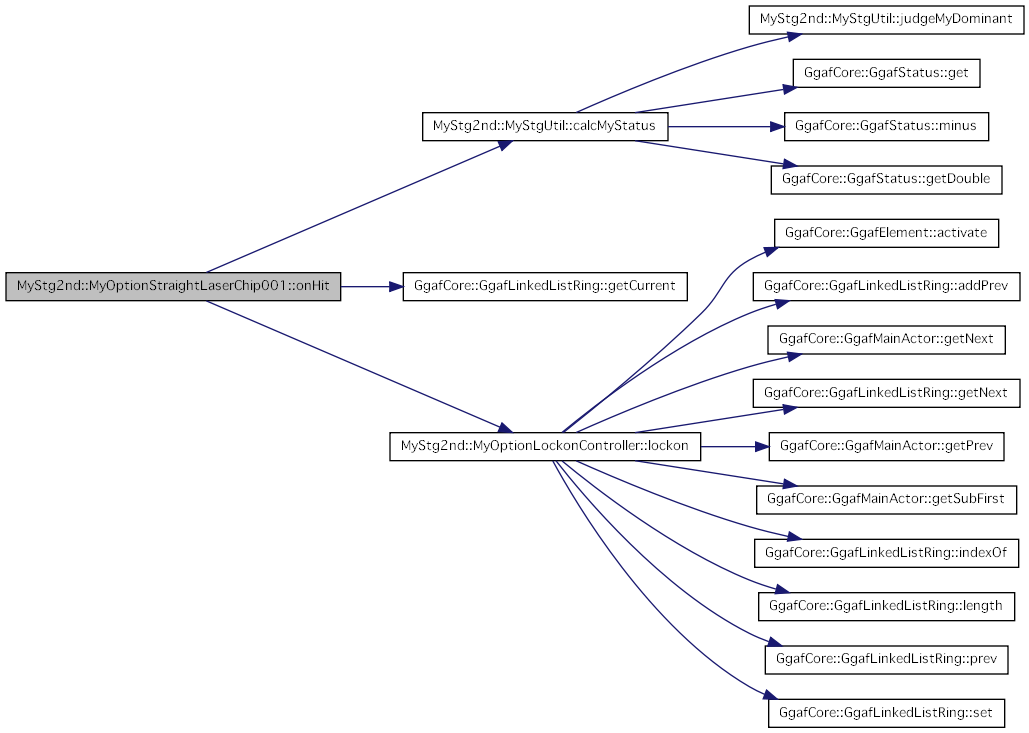 MyStg2nd::MyStgUtil::judgeMyDominant
GgafCore::GgafStatus::get
MyStg2nd::MyStgUtil::calcMyStatus
GgafCore::GgafStatus::minus
GgafCore::GgafStatus::getDouble
GgafCore::GgafElement::activate
MyStg2nd::MyOptionStraightLaserChip001::onHit
GgafCore::GgafLinkedListRing::getCurrent
GgafCore::GgafLinkedListRing::addPrev
GgafCore::GgafMainActor::getNext
GgafCore::GgafLinkedListRing::getNext
MyStg2nd::MyOptionLockonController::lockon
GgafCore::GgafMainActor::getPrev
GgafCore::GgafMainActor::getSubFirst
GgafCore::GgafLinkedListRing::indexOf
GgafCore::GgafLinkedListRing::length
GgafCore::GgafLinkedListRing::prev
GgafCore::GgafLinkedListRing::set